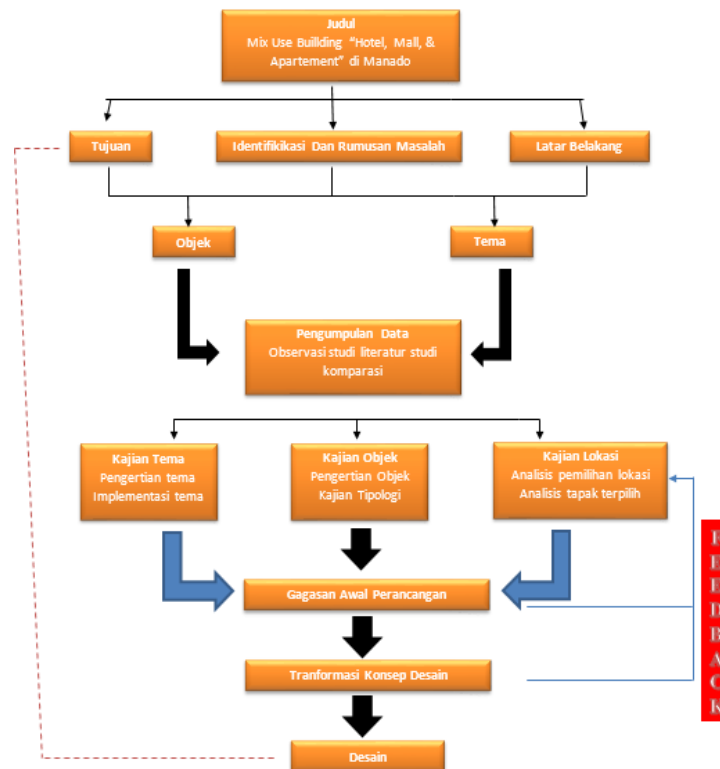 Judul
Mix Use Buillding “Hotel, Mall, &
Apartement” di Manado
Tujuan
Identifikikasi Dan Rumusan Masalah
Latar Belakang
Objek
Tema
Pengumpulan Data
Observasi studi literatur studi
komparasi
Kajian Tema
Pengertian tema
Implementasi tema
Kajian Objek
Pengertian Objek
Kajian Tipologi
Kajian Lokasi
Analisis pemilihan lokasi
Analisis tapak terpilih
Gagasan Awal Perancangan
Tranformasi Konsep Desain
Desain
FEEDBACK